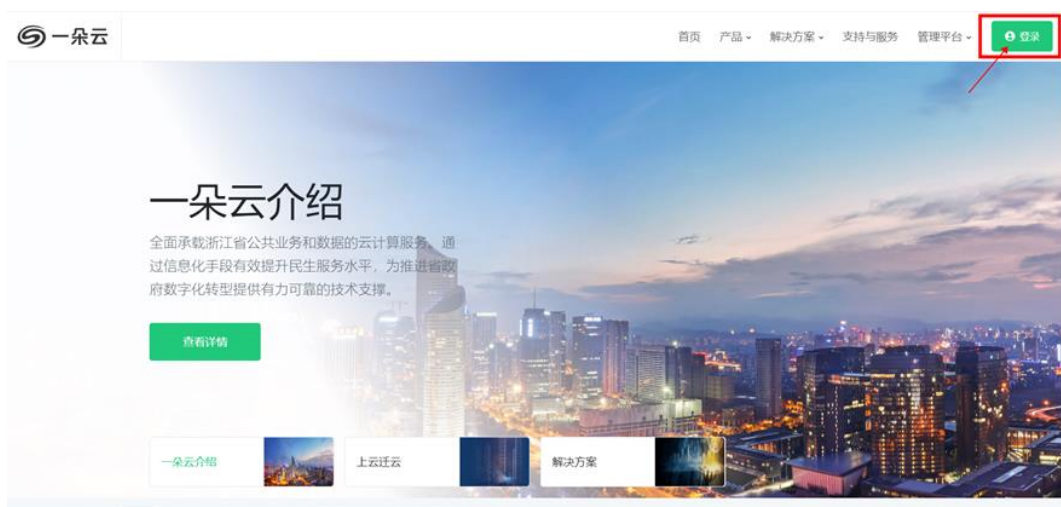 一朵云
首页 产品 解决方案 支持与服务 管理平台 登录
一朵云介绍
全面承载浙江省公共业务和数据的云计算服务。通
过信息化手段有效提升民生服务水平，为推进省政
府数字化转型提供有力可靠的技术支撑。
查看详情
一朵云介绍 上云迁云 解决方案